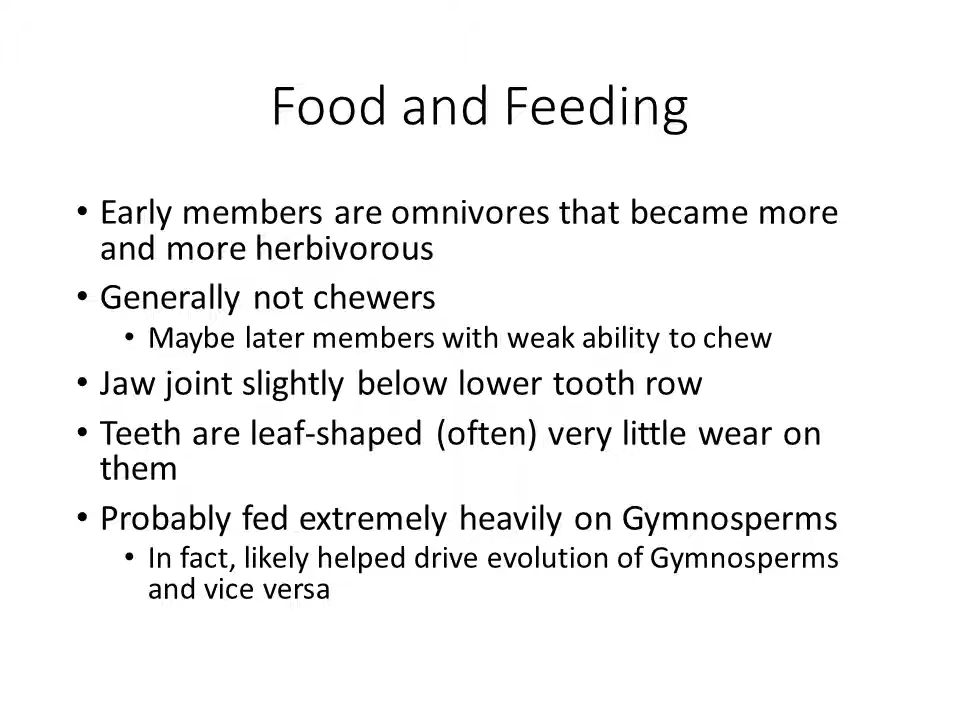 Food and Feeding
• Early members are omnivores that became more
and more herbivorous
• Generally not chewers
• Maybe later members with weak ability to chew
• Jaw joint slightly below lower tooth row
• Teeth are leaf-shaped (often) very little wear on
them
• Probably fed extremely heavily on Gymnosperms
• In fact, likely helped drive evolution of Gymnosperms
and vice versa